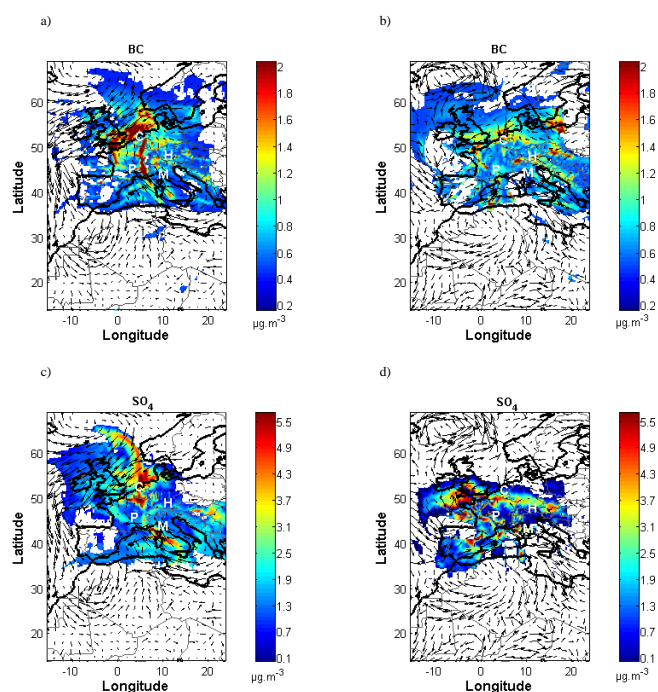 a)
b)
BC
BC
60
50
40
30
20
Latitude
P
H
M
-10 0 10 20
Longitude
2
1.8
1.6
1.4
1.2
1
0.8
0.6
0.4
0.2
µg.m⁻³
60
50
40
30
20
Latitude
P
H
-10 0 10 20
Longitude
2
1.8
1.6
1.4
1.2
1
0.8
0.6
0.4
0.2
µg.m⁻³
c)
d)
SO₄
SO₄
60
50
40
30
20
Latitude
P
H
M
-10 0 10 20
Longitude
5.5
4.9
4.3
3.7
3.1
2.5
1.9
1.3
0.7
0.1
µg.m⁻³
60
50
40
30
20
Latitude
P
H
-10 0 10 20
Longitude
5.5
4.9
4.3
3.7
3.1
2.5
1.9
1.3
0.7
0.1
µg.m⁻³